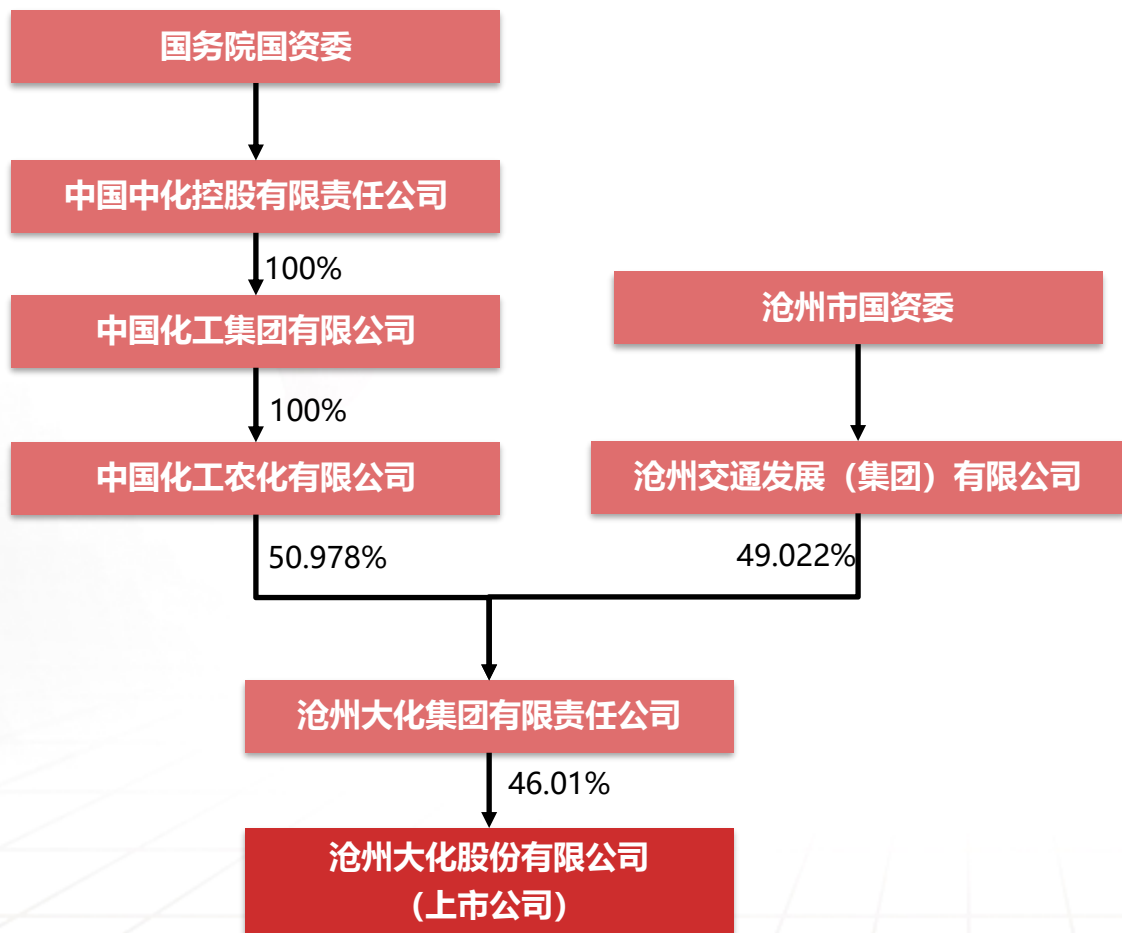 国务院国资委
中国中化控股有限责任公司
100%
中国化工集团有限公司
沧州市国资委
100%
中国化工农化有限公司
沧州交通发展（集团）有限公司
50.978%
49.022%
沧州大化集团有限责任公司
46.01%
沧州大化股份有限公司
（上市公司）